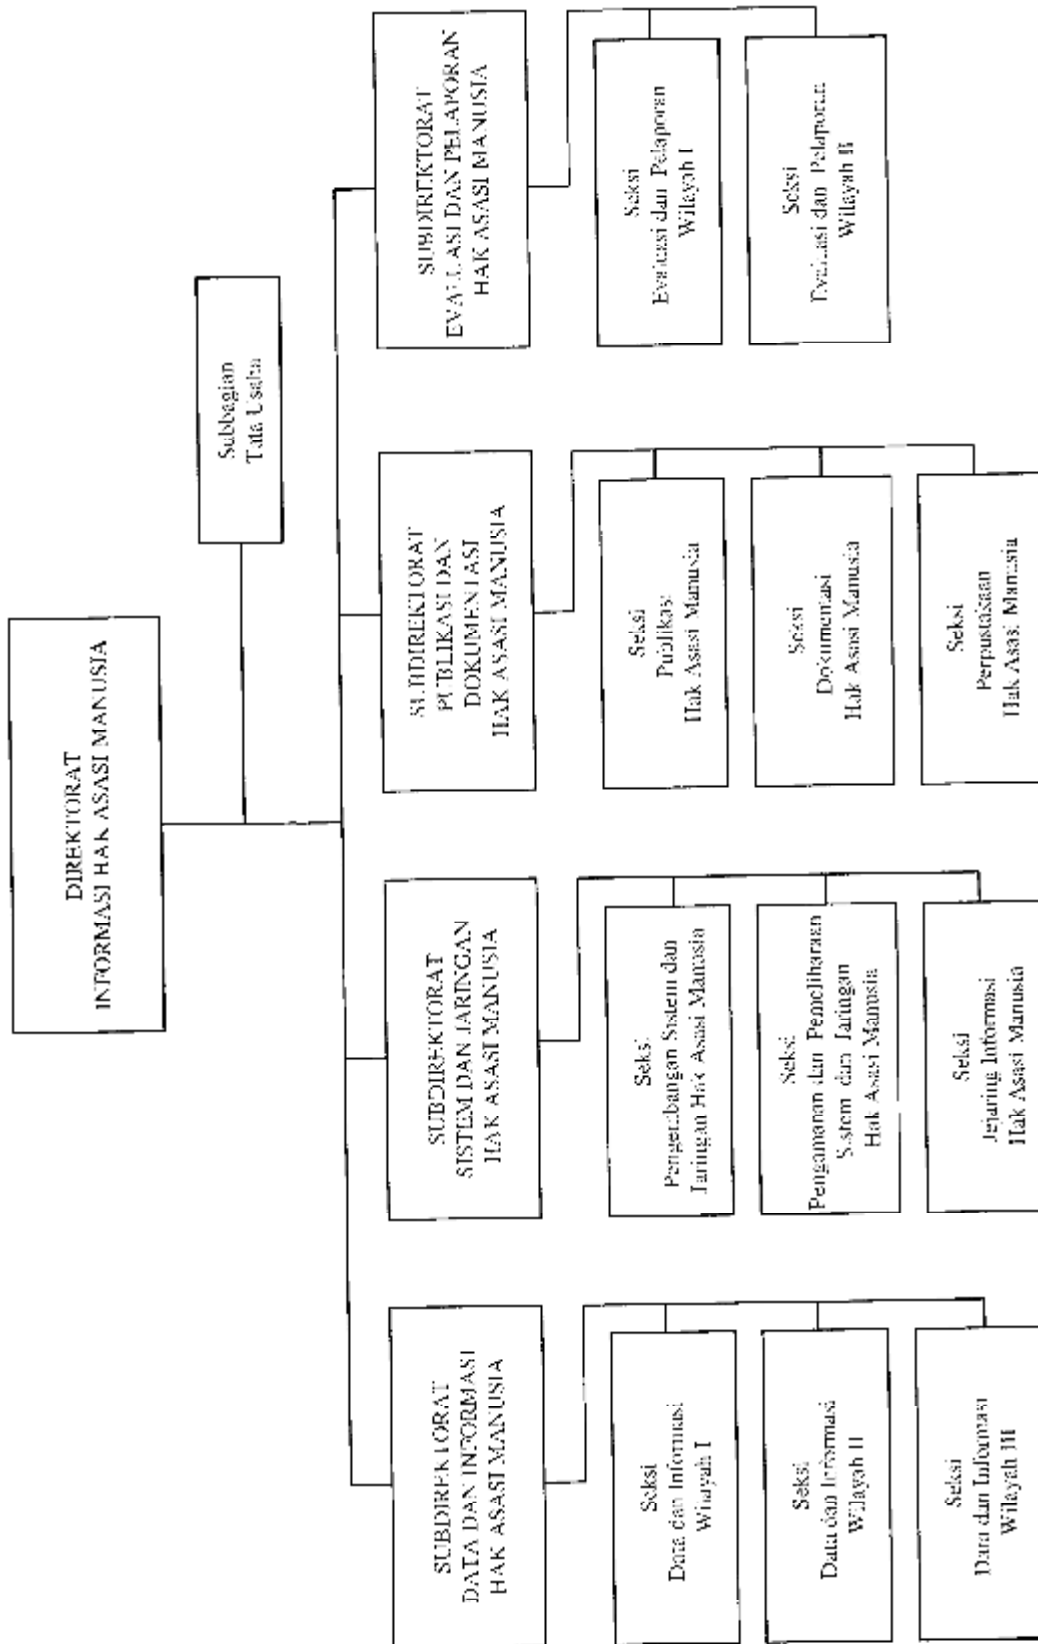 DIREKTORAT
INFORMASI HAK ASASI MANUSIA
Subbagian
Tata Usaha
SUBDIREKTORAT
DATA DAN INFORMASI
HAK ASASI MANUSIA
SUBDIREKTORAT
SISTEM DAN JARINGAN
HAK ASASI MANUSIA
SUBDIREKTORAT
PUBLIKASI DAN
DOKUMENTASI
HAK ASASI MANUSIA
SUBDIREKTORAT
EVALUASI DAN PELAPORAN
HAK ASASI MANUSIA
Seksi
Data dan Informasi
Wilayah I
Seksi
Data dan Informasi
Wilayah II
Seksi
Data dan Informasi
Wilayah III
Seksi
Pengembangan Sistem dan
Jaringan Hak Asasi Manusia
Seksi
Pengamanan dan Pemeliharaan
Sistem dan Jaringan
Hak Asasi Manusia
Seksi
Jejaring Informasi
Hak Asasi Manusia
Seksi
Publikasi
Hak Asasi Manusia
Seksi
Dokumentasi
Hak Asasi Manusia
Seksi
Perpustakaan
Hak Asasi Manusia
Seksi
Evaluasi dan Pelaporan
Wilayah I
Seksi
Evaluasi dan Pelaporan
Wilayah II